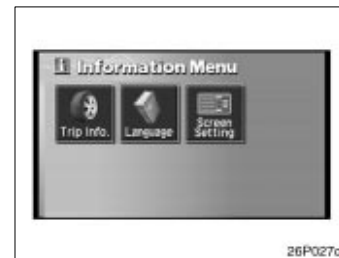 i Information Menu
Trip Info.
Language
Screen
Setting
26P027c